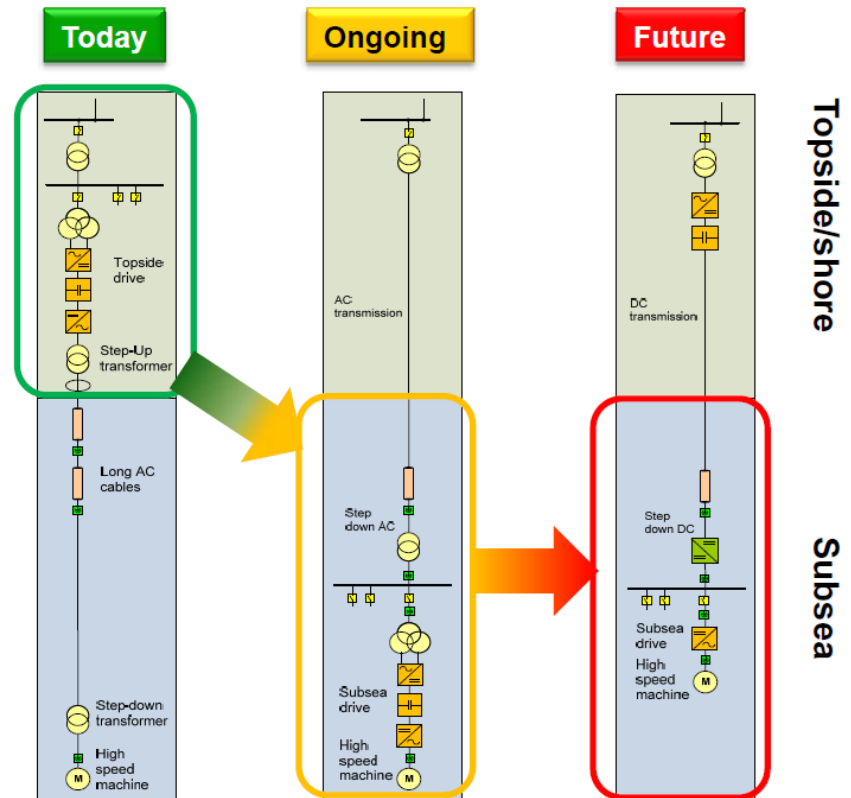 Today
Ongoing
Future
Topside
drive
Step-Up
transformer
Long AC
cables
Step-down
transformer
High
speed
machine
M
AC
transmission
Step
down AC
Subsea
drive
High
speed
machine
M
DC
transmission
Step
down DC
Subsea
drive
High
speed
machine
M
Topside/shore
Subsea